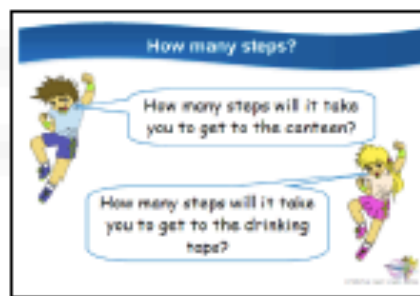 How many steps?
How many steps will it take
you to get to the canteen?
How many steps will it take
you to get to the drinking
taps?